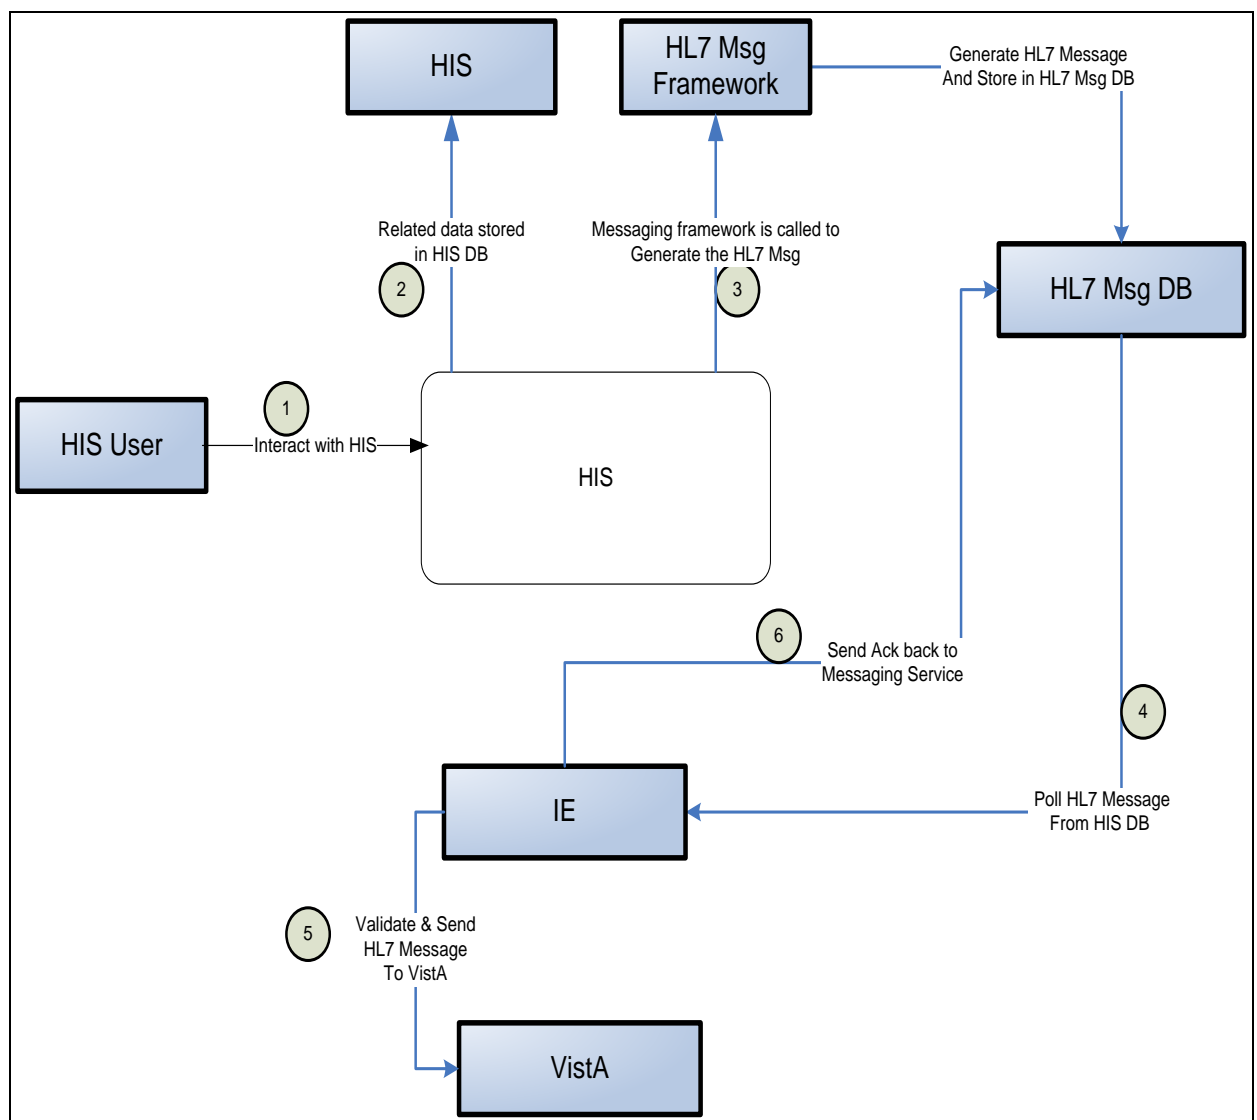 HIS
HL7 Msg
Framework
Generate HL7 Message
And Store in HL7 Msg DB
Related data stored
in HIS DB
2
Messaging framework is called to
Generate the HL7 Msg
3
HL7 Msg DB
HIS User
1
Interact with HIS
HIS
6
Send Ack back to
Messaging Service
4
Poll HL7 Message
From HIS DB
IE
5
Validate & Send
HL7 Message
To VistA
VistA